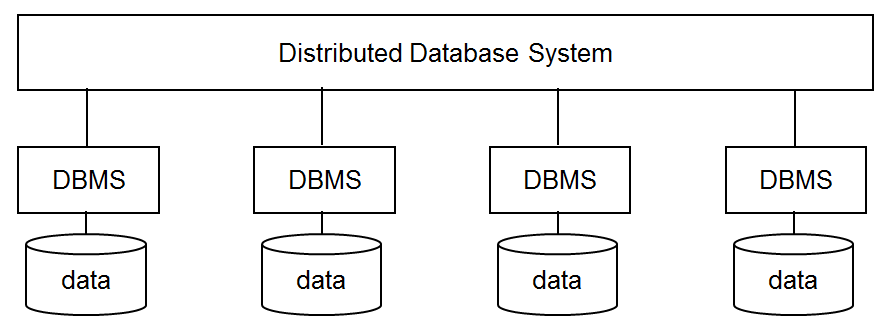 Distributed Database System
DBMS
DBMS
DBMS
DBMS
data
data
data
data